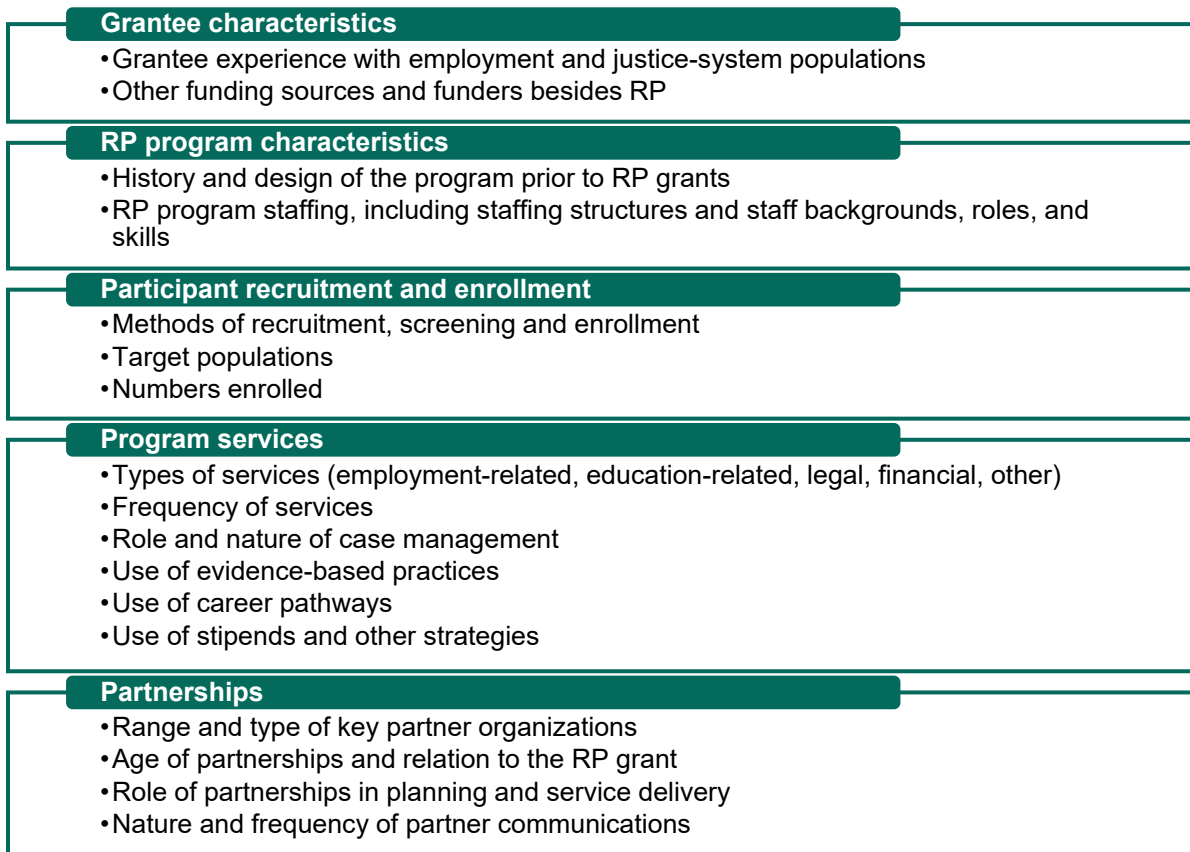 Grantee characteristics
•Grantee experience with employment and justice-system populations
•Other funding sources and funders besides RP
RP program characteristics
•History and design of the program prior to RP grants
•RP program staffing, including staffing structures and staff backgrounds, roles, and
skills
Participant recruitment and enrollment
•Methods of recruitment, screening and enrollment
•Target populations
•Numbers enrolled
Program services
•Types of services (employment-related, education-related, legal, financial, other)
•Frequency of services
•Role and nature of case management
•Use of evidence-based practices
•Use of career pathways
•Use of stipends and other strategies
Partnerships
•Range and type of key partner organizations
•Age of partnerships and relation to the RP grant
•Role of partnerships in planning and service delivery
•Nature and frequency of partner communications